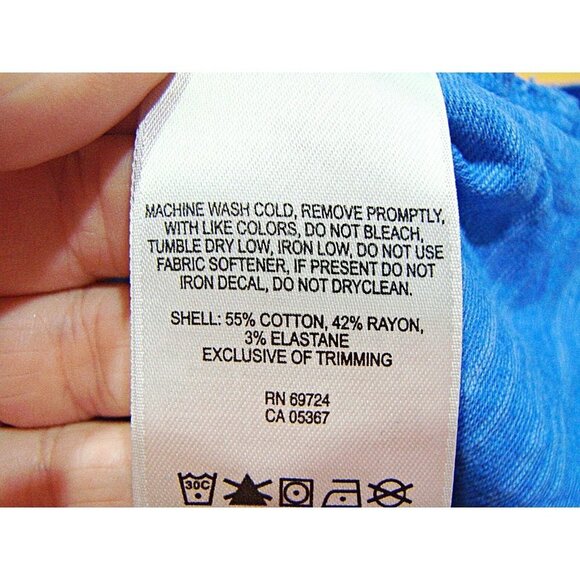 MACHINE WASH COLD, REMOVE PROMPTLY,
WITH LIKE COLORS, DO NOT BLEACH,
TUMBLE DRY LOW, IRON LOW, DO NOT USE
FABRIC SOFTENER, IF PRESENT DO NOT
IRON DECAL, DO NOT DRYCLEAN.
SHELL: 55% COTTON, 42% RAYON,
3% ELASTANE
EXCLUSIVE OF TRIMMING
RN 69724
CA 05367
30C